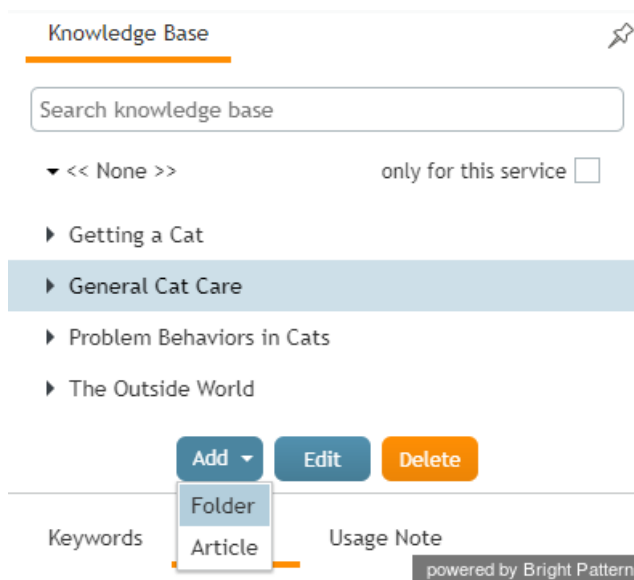 Knowledge Base
Search knowledge base
<< None >> only for this service
Getting a Cat
General Cat Care
Problem Behaviors in Cats
The Outside World
Add Edit Delete
Folder
Keywords Usage Note
Article
powered by Bright Pattern